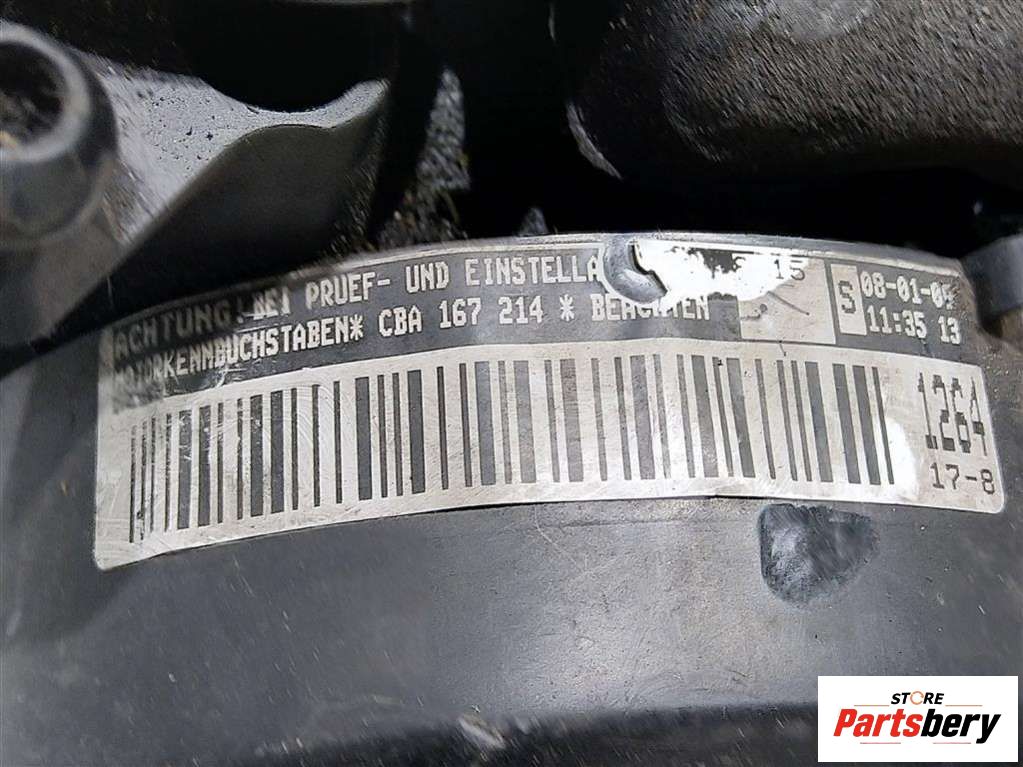 ACHTUNG! BEI PRUEF- UND EINSTELLA
MOTORKENNBUCHSTABEN* CBA 167 214 * BEACHTEN
15
S 08-01-0
11:35 13
1264
17-8
STORE
Partsbery